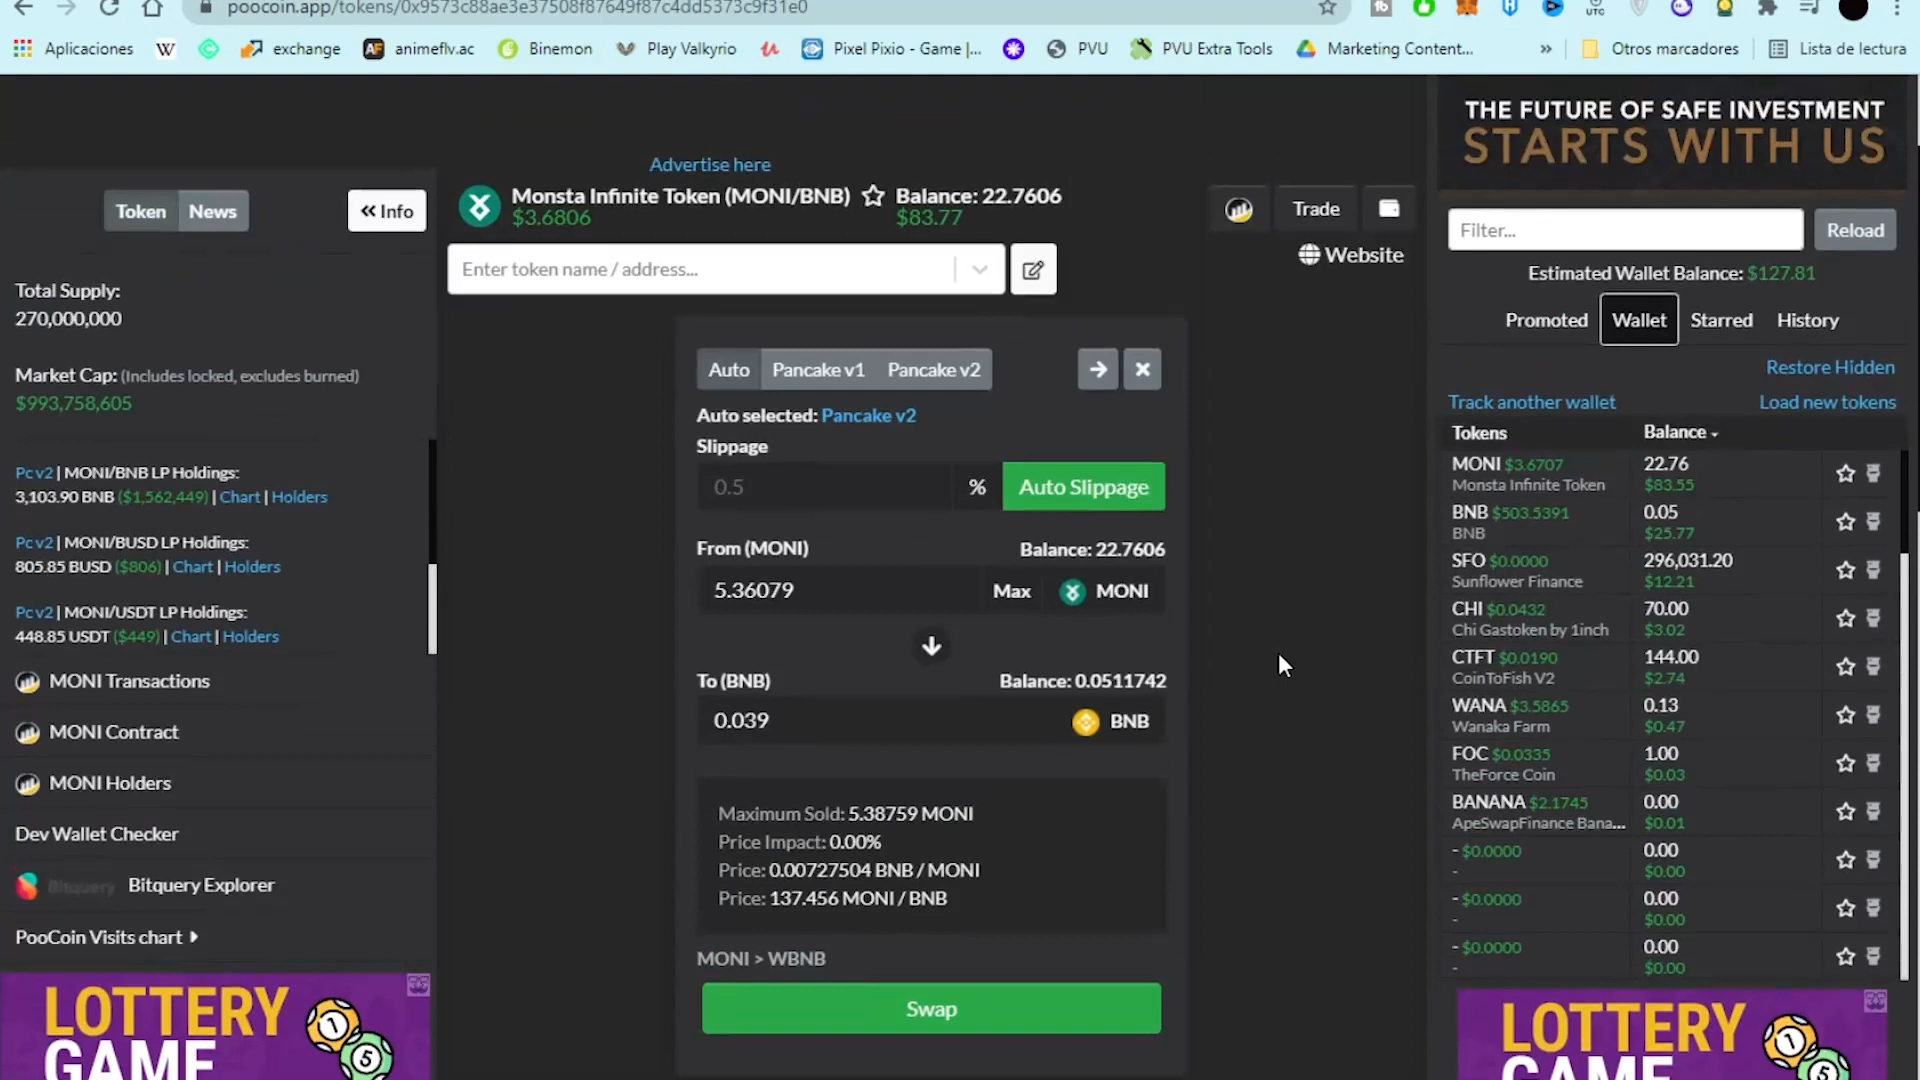 poocoin.app/tokens/0x9573c88ae3e37508f87649f87c4dd5373c9f31e0
Aplicaciones
exchange
animeflv.ac
Binemon
Play Valkyrio
Pixel Pixio - Game |...
PVU
PVU Extra Tools
Marketing Content...
»
Otros marcadores
Lista de lectura
Token
News
« Info
Total Supply:
270,000,000
Market Cap: (Includes locked, excludes burned)
$993,758,605
Pc v2 | MONI/BNB LP Holdings:
3,103.90 BNB ($1,562,449) | Chart | Holders
Pc v2 | MONI/BUSD LP Holdings:
805.85 BUSD ($806) | Chart | Holders
Pc v2 | MONI/USDT LP Holdings:
448.85 USDT ($449) | Chart | Holders
MONI Transactions
MONI Contract
MONI Holders
Dev Wallet Checker
Bitquery Bitquery Explorer
PooCoin Visits chart
LOTTERY
GAME
1
5
Advertise here
Monsta Infinite Token (MONI/BNB)
$3.6806
Balance: 22.7606
$83.77
Trade
Website
Enter token name / address...
Auto
Pancake v1
Pancake v2
Auto selected: Pancake v2
Slippage
0.5
%
Auto Slippage
From (MONI)
Balance: 22.7606
5.36079
Max
MONI
To (BNB)
Balance: 0.0511742
0.039
BNB
Maximum Sold: 5.38759 MONI
Price Impact: 0.00%
Price: 0.00727504 BNB / MONI
Price: 137.456 MONI / BNB
MONI > WBNB
Swap
THE FUTURE OF SAFE INVESTMENT
STARTS WITH US
Filter...
Reload
Estimated Wallet Balance: $127.81
Promoted
Wallet
Starred
History
Restore Hidden
Track another wallet
Load new tokens
Tokens
Balance
MONI $3.6707 22.76
Monsta Infinite Token $83.55
BNB $503.5391 0.05
BNB $25.77
SFO $0.0000 296,031.20
Sunflower Finance $12.21
CHI $0.0432 70.00
Chi Gastoken by 1inch $3.02
CTFT $0.0190 144.00
CoinToFish V2 $2.74
WANA $3.5865 0.13
Wanaka Farm $0.47
FOC $0.0335 1.00
TheForce Coin $0.03
BANANA $2.1745 0.00
ApeSwapFinance Bana... $0.01
- $0.0000 0.00
- $0.00
- $0.0000 0.00
- $0.00
- $0.0000 0.00
- $0.00
LOTTERY
GAME
1
5